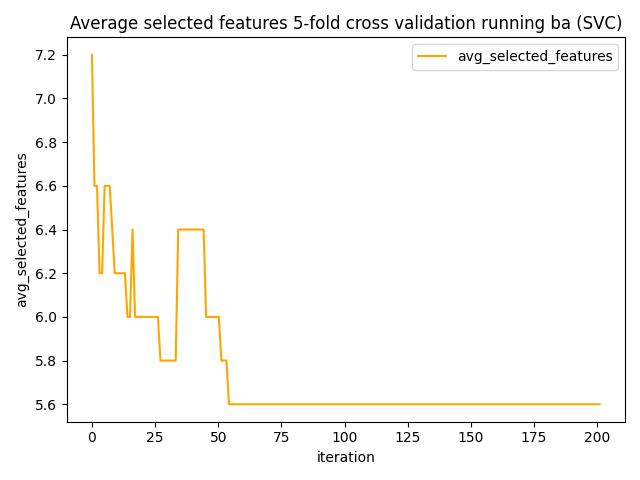 Average selected features 5-fold cross validation running ba (SVC)
avg_selected_features
avg_selected_features
7.2
7.0
6.8
6.6
6.4
6.2
6.0
5.8
5.6
0 25 50 75 100 125 150 175 200
iteration